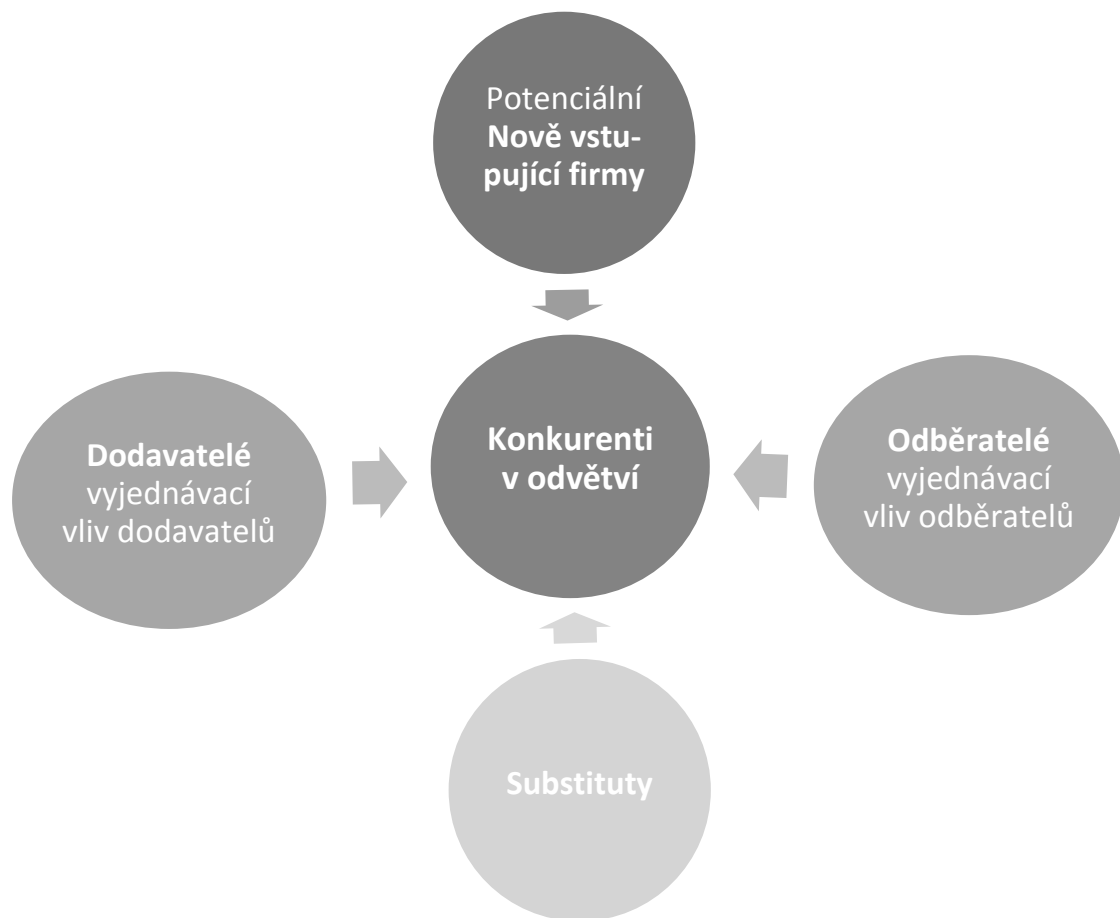 Potenciální
Nově vstu-
pující firmy
Dodavatelé
vyjednávací
vliv dodavatelů
Konkurenti
v odvětví
Odběratelé
vyjednávací
vliv odběratelů
Substituty